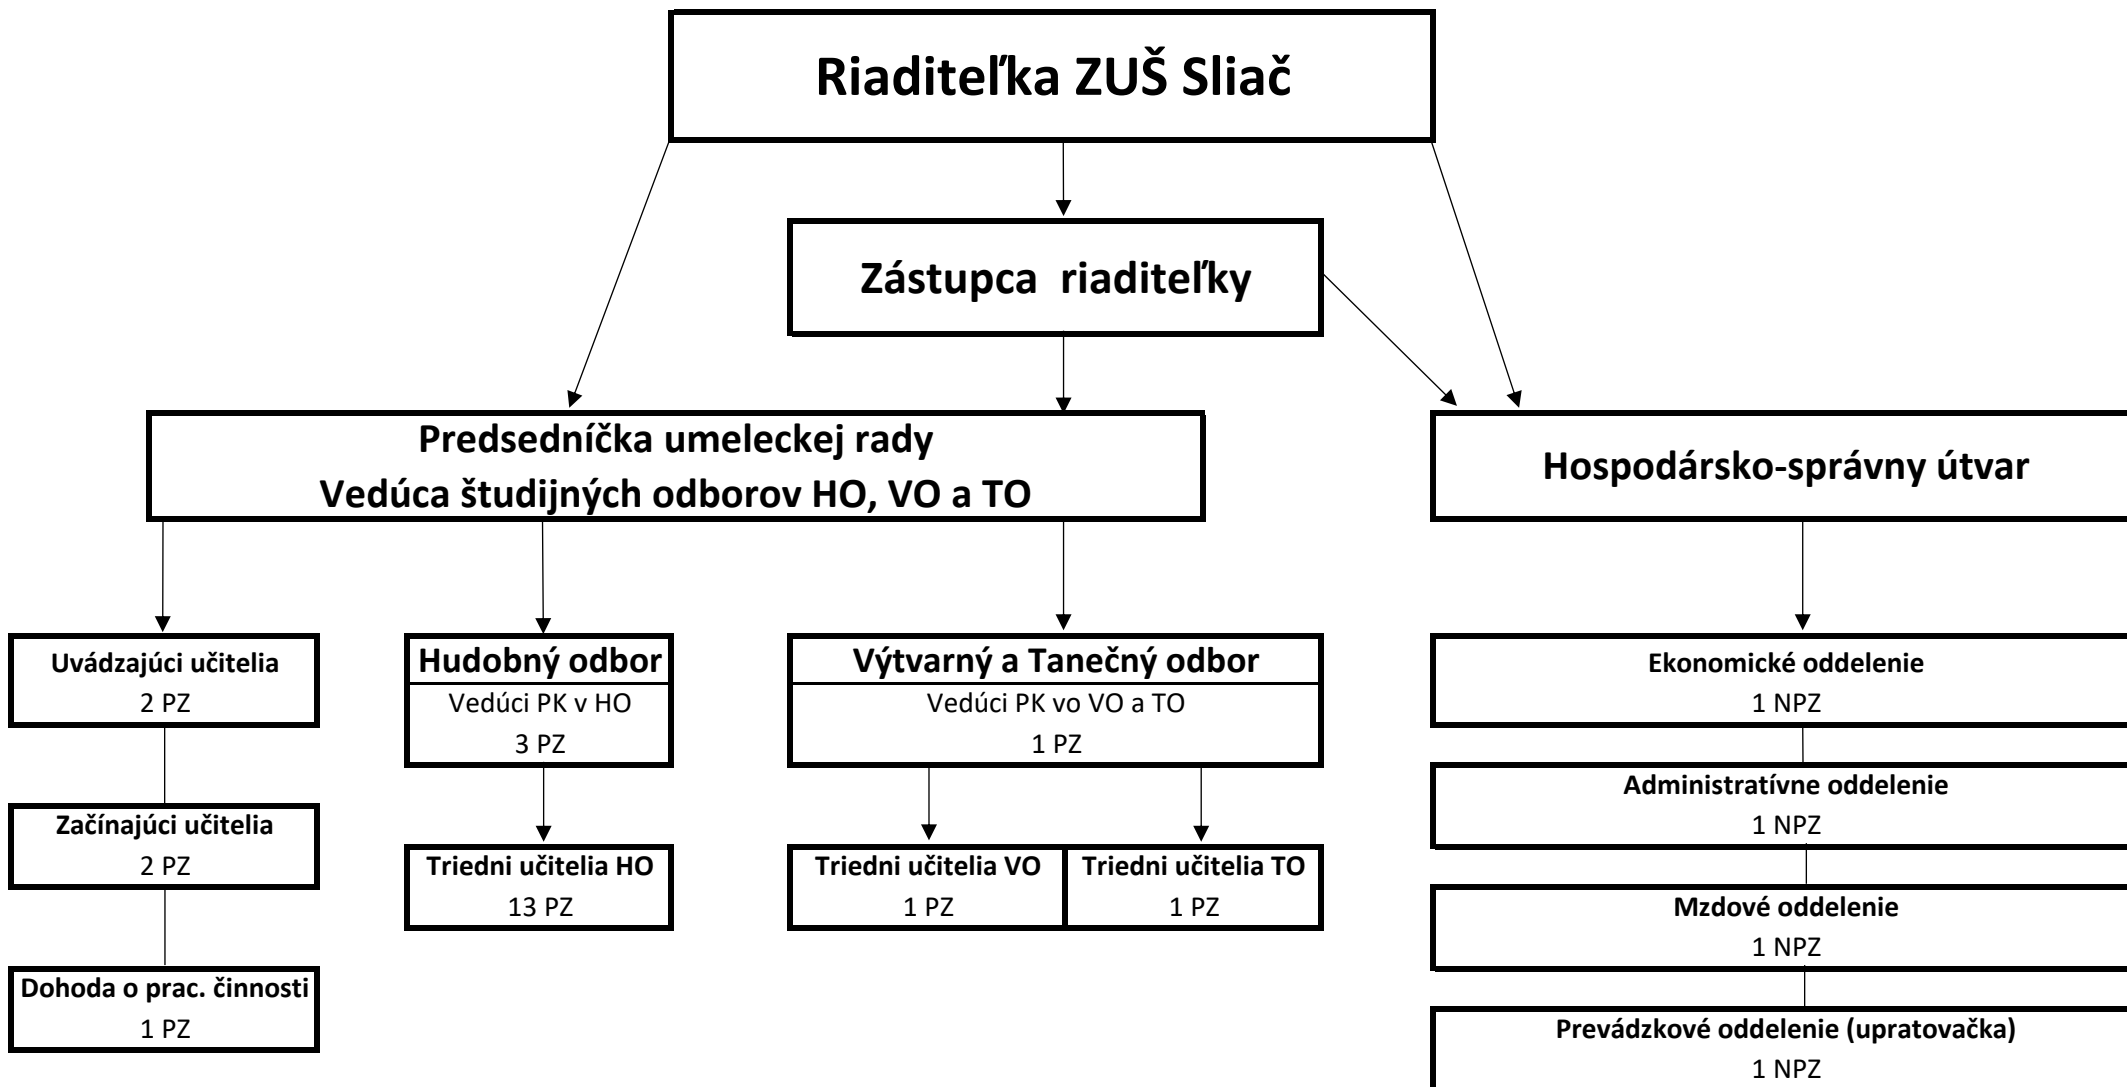 Riaditeľka ZUŠ Sliač
Zástupca  riaditeľky
Predsedníčka umeleckej rady
Vedúca študijných odborov HO, VO a TO
Hospodársko-správny útvar
Uvádzajúci učitelia
2 PZ
Začínajúci učitelia
2 PZ
Dohoda o prac. činnosti
1 PZ
Hudobný odbor
Vedúci PK v HO
3 PZ
Triedni učitelia HO
13 PZ
Výtvarný a Tanečný odbor
Vedúci PK vo VO a TO
1 PZ
Triedni učitelia VO
1 PZ
Triedni učitelia TO
1 PZ
Ekonomické oddelenie
1 NPZ
Administratívne oddelenie
1 NPZ
Mzdové oddelenie
1 NPZ
Prevádzkové oddelenie (upratovačka)
1 NPZ